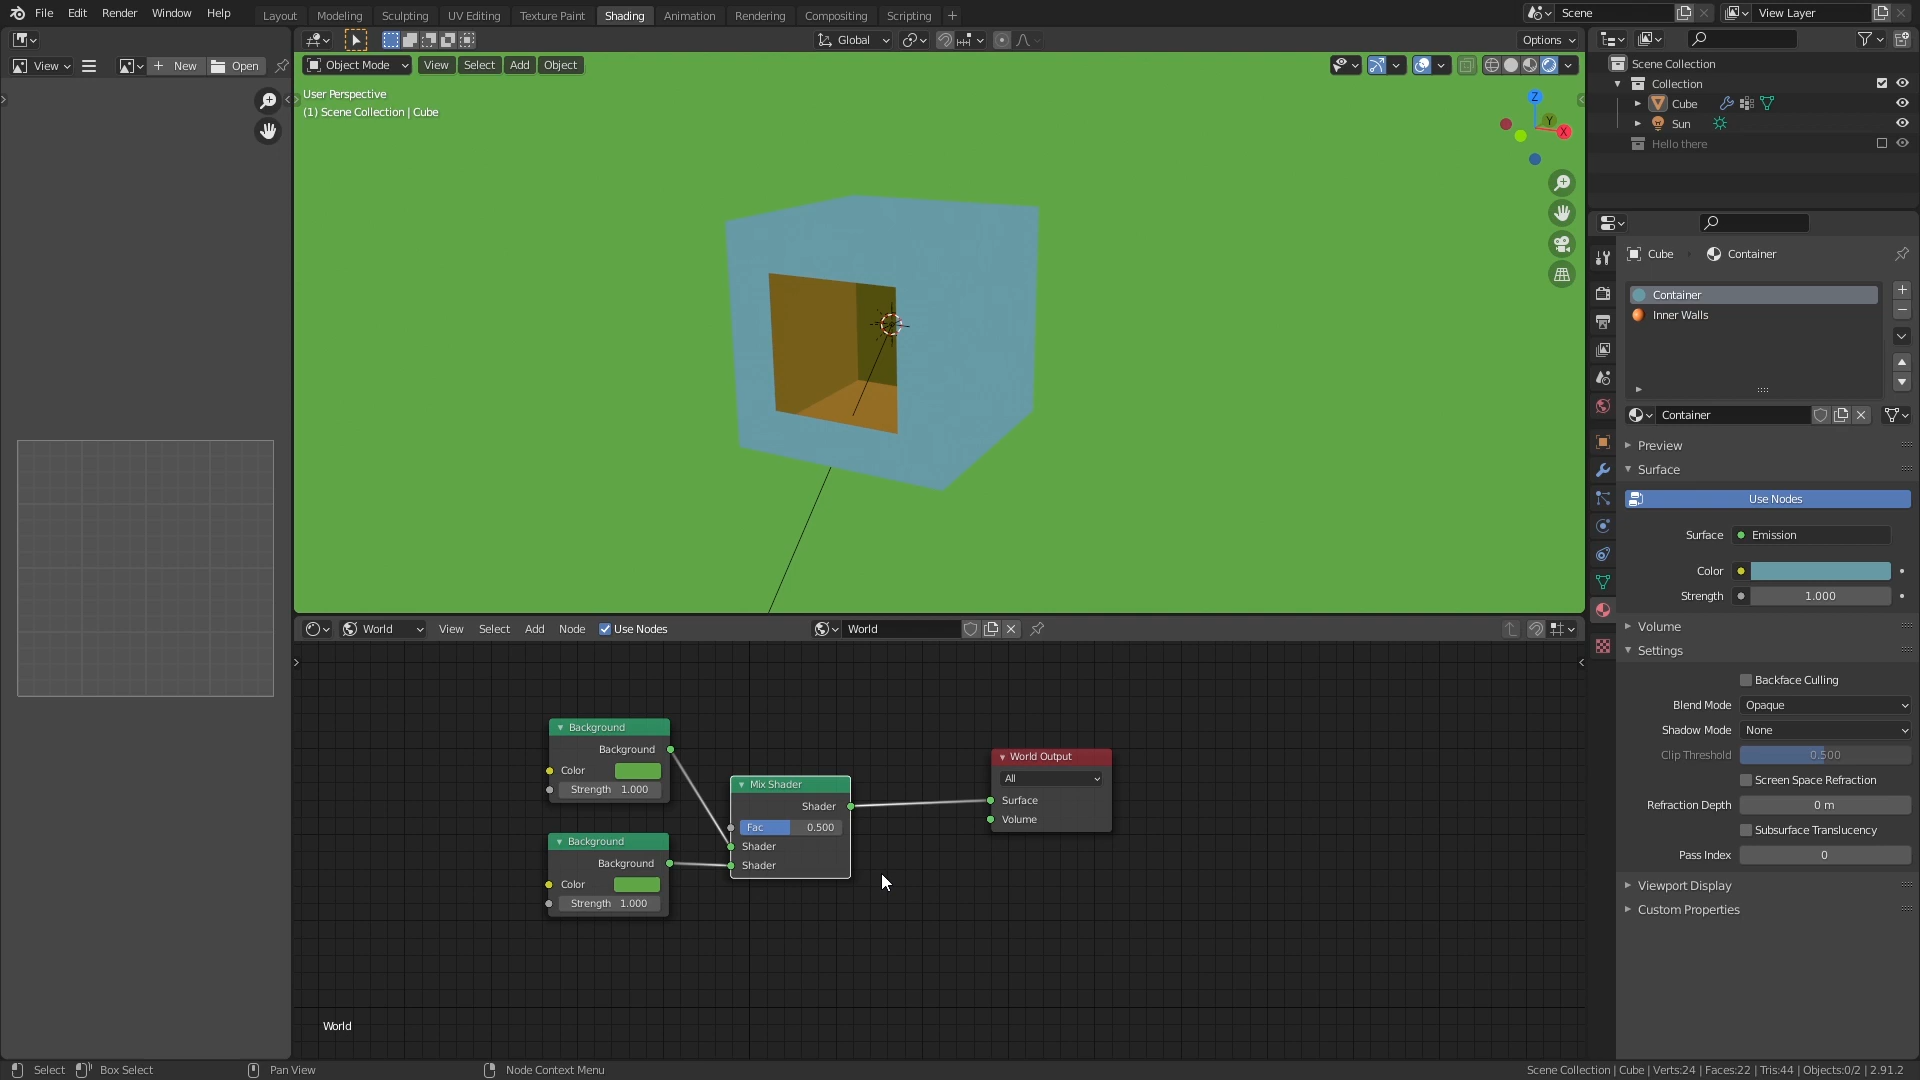 File Edit Render Window Help Layout Modeling Sculpting UV Editing Texture Paint Shading Animation Rendering Compositing Scripting + Scene View Layer
Global Options
View New Open
Object Mode View Select Add Object
User Perspective
(1) Scene Collection | Cube
Z
Y
X
Scene Collection
Collection
Cube
Sun
Hello there
Cube Container
Container
Inner Walls
Container
Preview
Surface
Use Nodes
Surface Emission
Color
Strength 1.000
Volume
Settings
Backface Culling
Blend Mode Opaque
Shadow Mode None
Clip Threshold 0.500
Screen Space Refraction
Refraction Depth 0 m
Subsurface Translucency
Pass Index 0
Viewport Display
Custom Properties
World View Select Add Node Use Nodes World
Background
Background
Color
Strength 1.000
Background
Background
Color
Strength 1.000
Mix Shader
Shader
Fac 0.500
Shader
Shader
World Output
All
Surface
Volume
World
Select Box Select Pan View Node Context Menu Scene Collection | Cube | Verts:24 | Faces:22 | Tris:44 | Objects:0/2 | 2.91.2